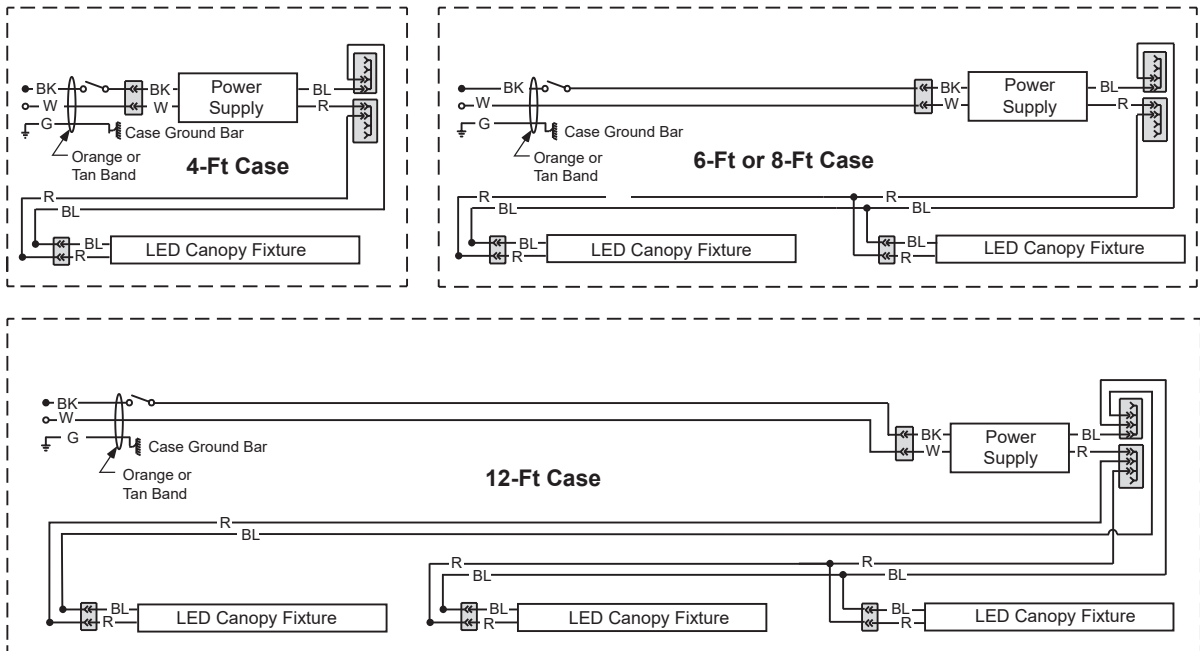 BK
BK
Power
Supply
BL
W
W
R
G
Case Ground Bar
Orange or
Tan Band
4-Ft Case
R
BL
BL
R
LED Canopy Fixture
BK
BK
Power
Supply
BL
W
W
R
G
Case Ground Bar
Orange or
Tan Band
6-Ft or 8-Ft Case
R
R
BL
BL
BL
R
LED Canopy Fixture
BL
R
LED Canopy Fixture
BK
W
G
Case Ground Bar
Orange or
Tan Band
12-Ft Case
BK
W
Power
Supply
BL
R
R
BL
R
R
BL
BL
BL
R
LED Canopy Fixture
BL
R
LED Canopy Fixture
BL
R
LED Canopy Fixture